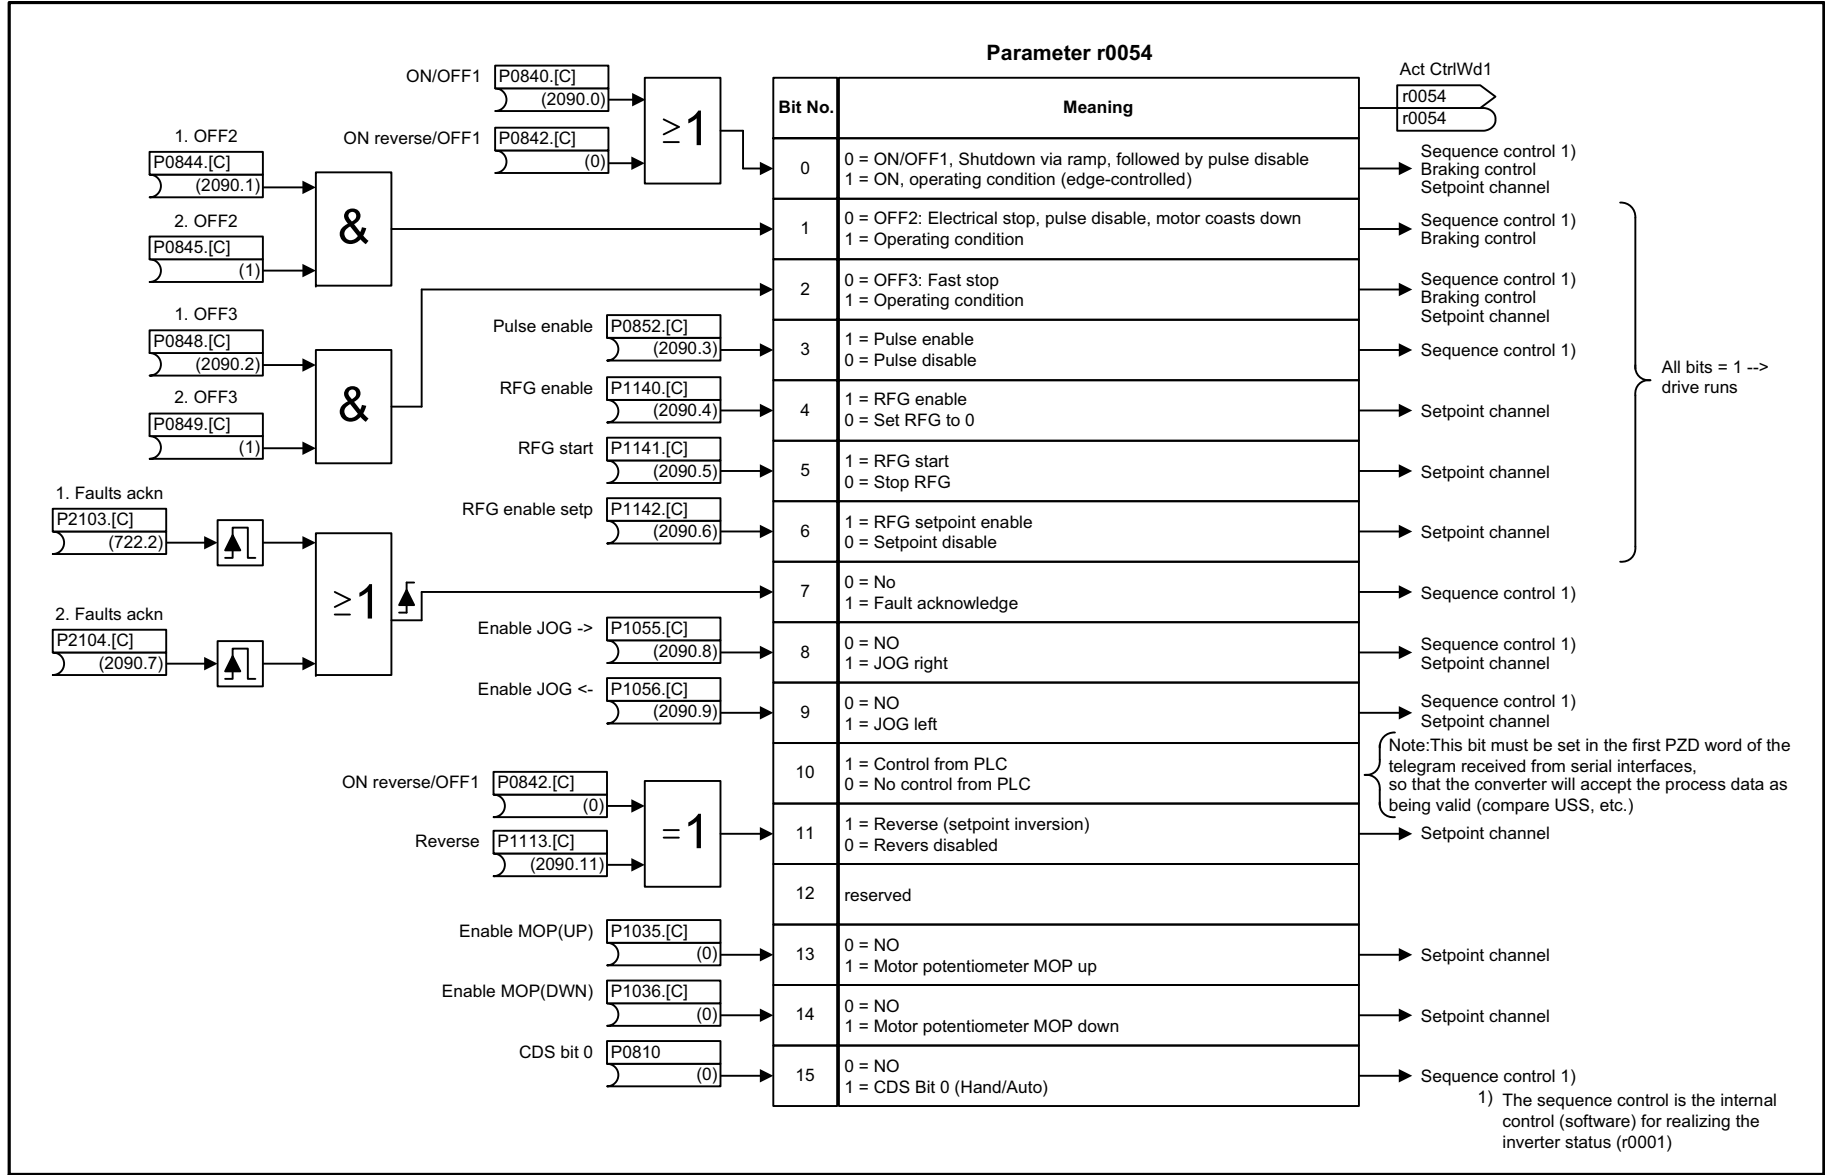 Parameter r0054
Act CtrlWd1
r0054
r0054
Bit No.
Meaning
ON/OFF1
P0840.[C]
(2090.0)
ON reverse/OFF1
P0842.[C]
(0)
≥1
0
0 = ON/OFF1, Shutdown via ramp, followed by pulse disable
1 = ON, operating condition (edge-controlled)
Sequence control 1)
Braking control
Setpoint channel
1. OFF2
P0844.[C]
(2090.1)
2. OFF2
P0845.[C]
(1)
&
1
0 = OFF2: Electrical stop, pulse disable, motor coasts down
1 = Operating condition
Sequence control 1)
Braking control
1. OFF3
P0848.[C]
(2090.2)
2. OFF3
P0849.[C]
(1)
&
2
0 = OFF3: Fast stop
1 = Operating condition
Sequence control 1)
Braking control
Setpoint channel
Pulse enable
P0852.[C]
(2090.3)
3
1 = Pulse enable
0 = Pulse disable
Sequence control 1)
All bits = 1 -->
drive runs
RFG enable
P1140.[C]
(2090.4)
4
1 = RFG enable
0 = Set RFG to 0
Setpoint channel
RFG start
P1141.[C]
(2090.5)
5
1 = RFG start
0 = Stop RFG
Setpoint channel
RFG enable setp
P1142.[C]
(2090.6)
6
1 = RFG setpoint enable
0 = Setpoint disable
Setpoint channel
1. Faults ackn
P2103.[C]
(722.2)
2. Faults ackn
P2104.[C]
(2090.7)
≥1
7
0 = No
1 = Fault acknowledge
Sequence control 1)
Enable JOG ->
P1055.[C]
(2090.8)
8
0 = NO
1 = JOG right
Sequence control 1)
Setpoint channel
Enable JOG <-
P1056.[C]
(2090.9)
9
0 = NO
1 = JOG left
Sequence control 1)
Setpoint channel
10
1 = Control from PLC
0 = No control from PLC
Note:This bit must be set in the first PZD word of the
telegram received from serial interfaces,
so that the converter will accept the process data as
being valid (compare USS, etc.)
ON reverse/OFF1
P0842.[C]
(0)
Reverse
P1113.[C]
(2090.11)
=1
11
1 = Reverse (setpoint inversion)
0 = Revers disabled
Setpoint channel
12
reserved
Enable MOP(UP)
P1035.[C]
(0)
13
0 = NO
1 = Motor potentiometer MOP up
Setpoint channel
Enable MOP(DWN)
P1036.[C]
(0)
14
0 = NO
1 = Motor potentiometer MOP down
Setpoint channel
CDS bit 0
P0810
(0)
15
0 = NO
1 = CDS Bit 0 (Hand/Auto)
Sequence control 1)
1) The sequence control is the internal
control (software) for realizing the
inverter status (r0001)